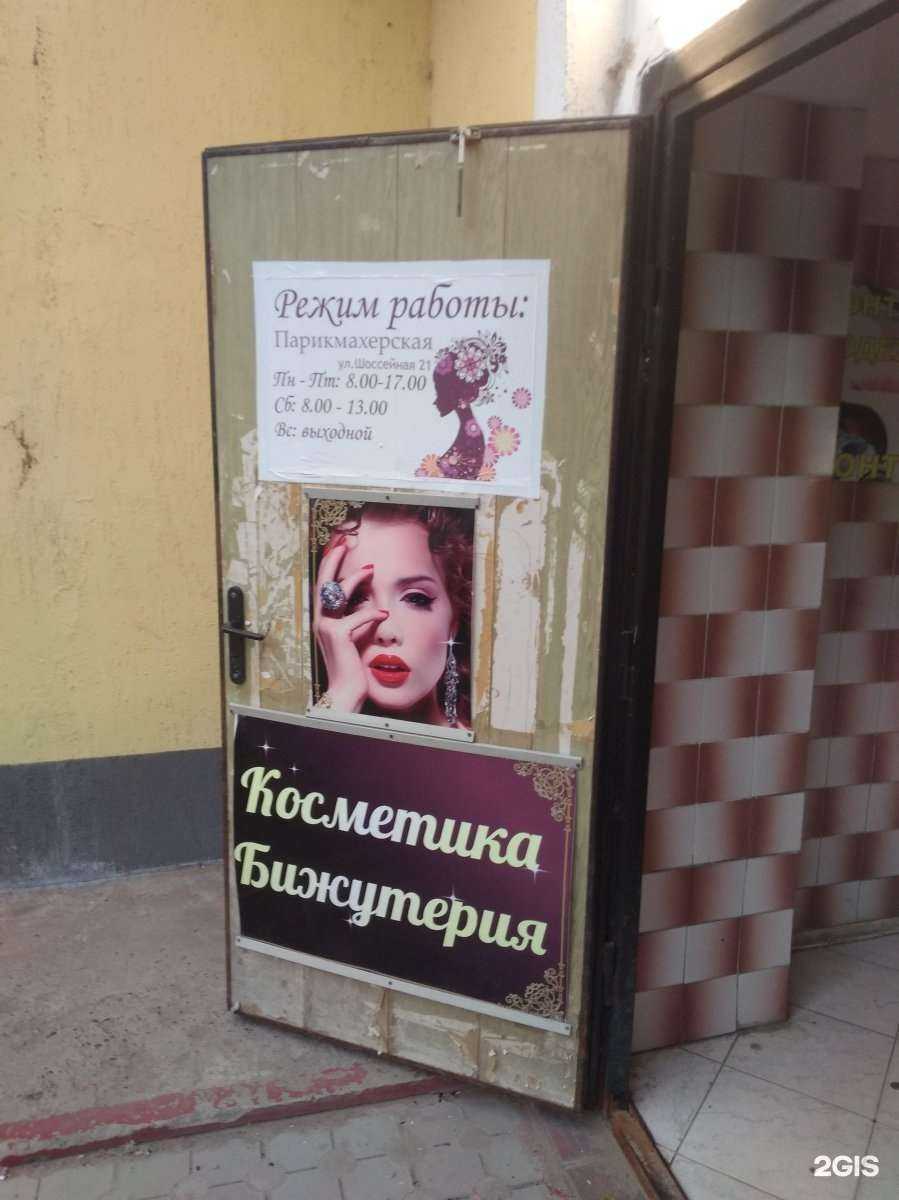 Режим работы:
Парикмахерская
ул.Шоссейная 21
Пн - Пт: 8.00-17.00
Сб: 8.00 - 13.00
Вс: выходной
Косметика
Бижутерия
2GIS